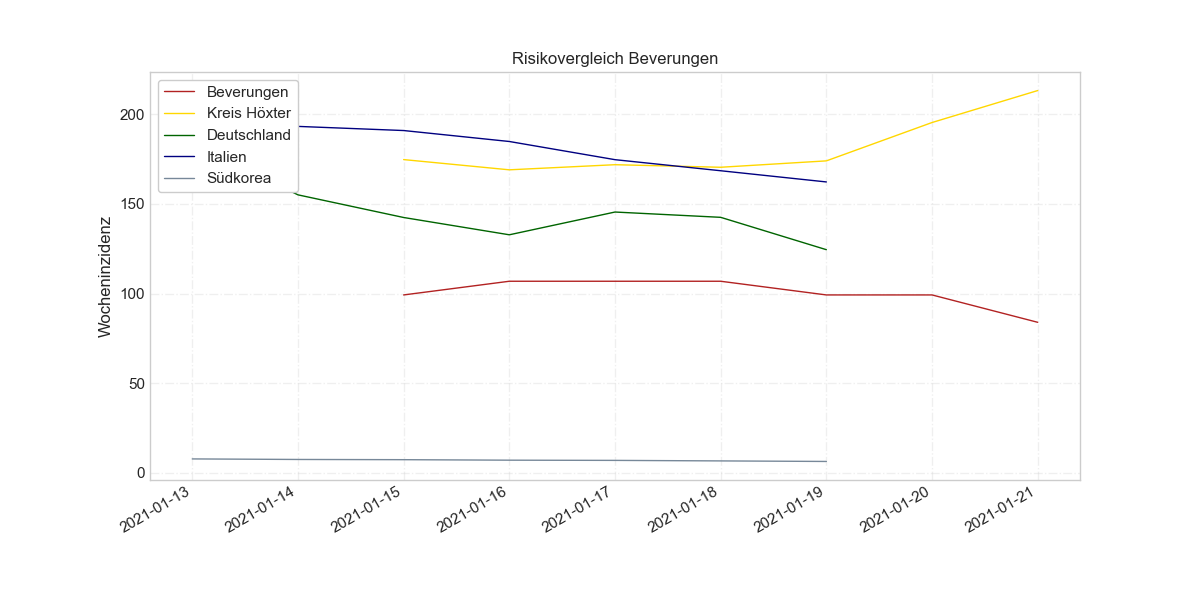 Risikovergleich Beverungen
Beverungen
Kreis Höxter
Deutschland
Italien
Südkorea
Wocheninzidenz
200
150
100
50
0
2021-01-13
2021-01-14
2021-01-15
2021-01-16
2021-01-17
2021-01-18
2021-01-19
2021-01-20
2021-01-21